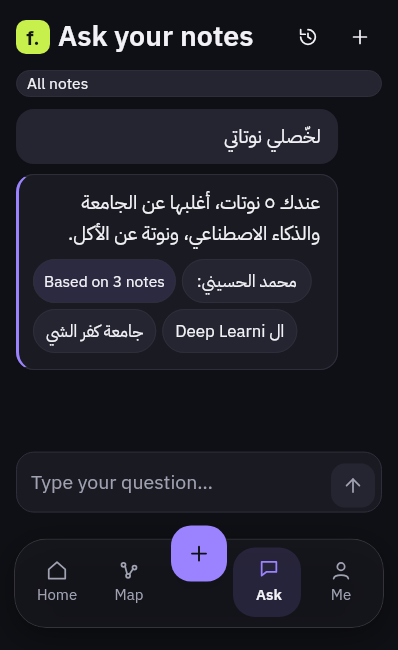 f. Ask your notes
All notes
لخّصلي نوتاتي
عندك ٥ نوتات، أغلبها عن الجامعة
والذكاء الاصطناعي، ونوتة عن الأكل.
Based on 3 notes
محمد الحسيني:
جامعة كفر الشي
ال Deep Learni
Type your question...
Home
Map
Ask
Me